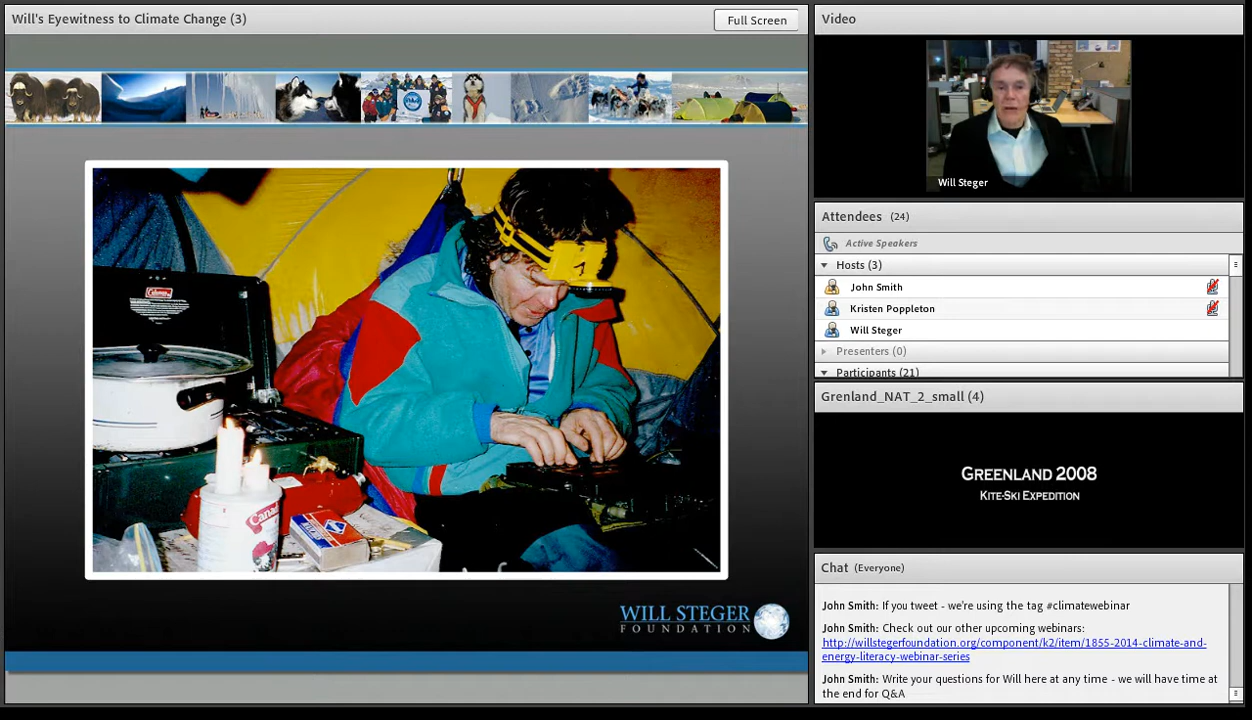 Will's Eyewitness to Climate Change (3)
Full Screen
Coleman
WILL STEGER
FOUNDATION
Video
Will Steger
Attendees (24)
Active Speakers
Hosts (3)
John Smith
Kristen Poppleton
Will Steger
Presenters (0)
Participants (21)
Grenland_NAT_2_small (4)
GREENLAND 2008
KITE-SKI EXPEDITION
Chat (Everyone)
John Smith: If you tweet - we're using the tag #climatewebinar
John Smith: Check out our other upcoming webinars:
http://willstegerfoundation.org/component/k2/item/1855-2014-climate-and-
energy-literacy-webinar-series
John Smith: Write your questions for Will here at any time - we will have time at
the end for Q&A